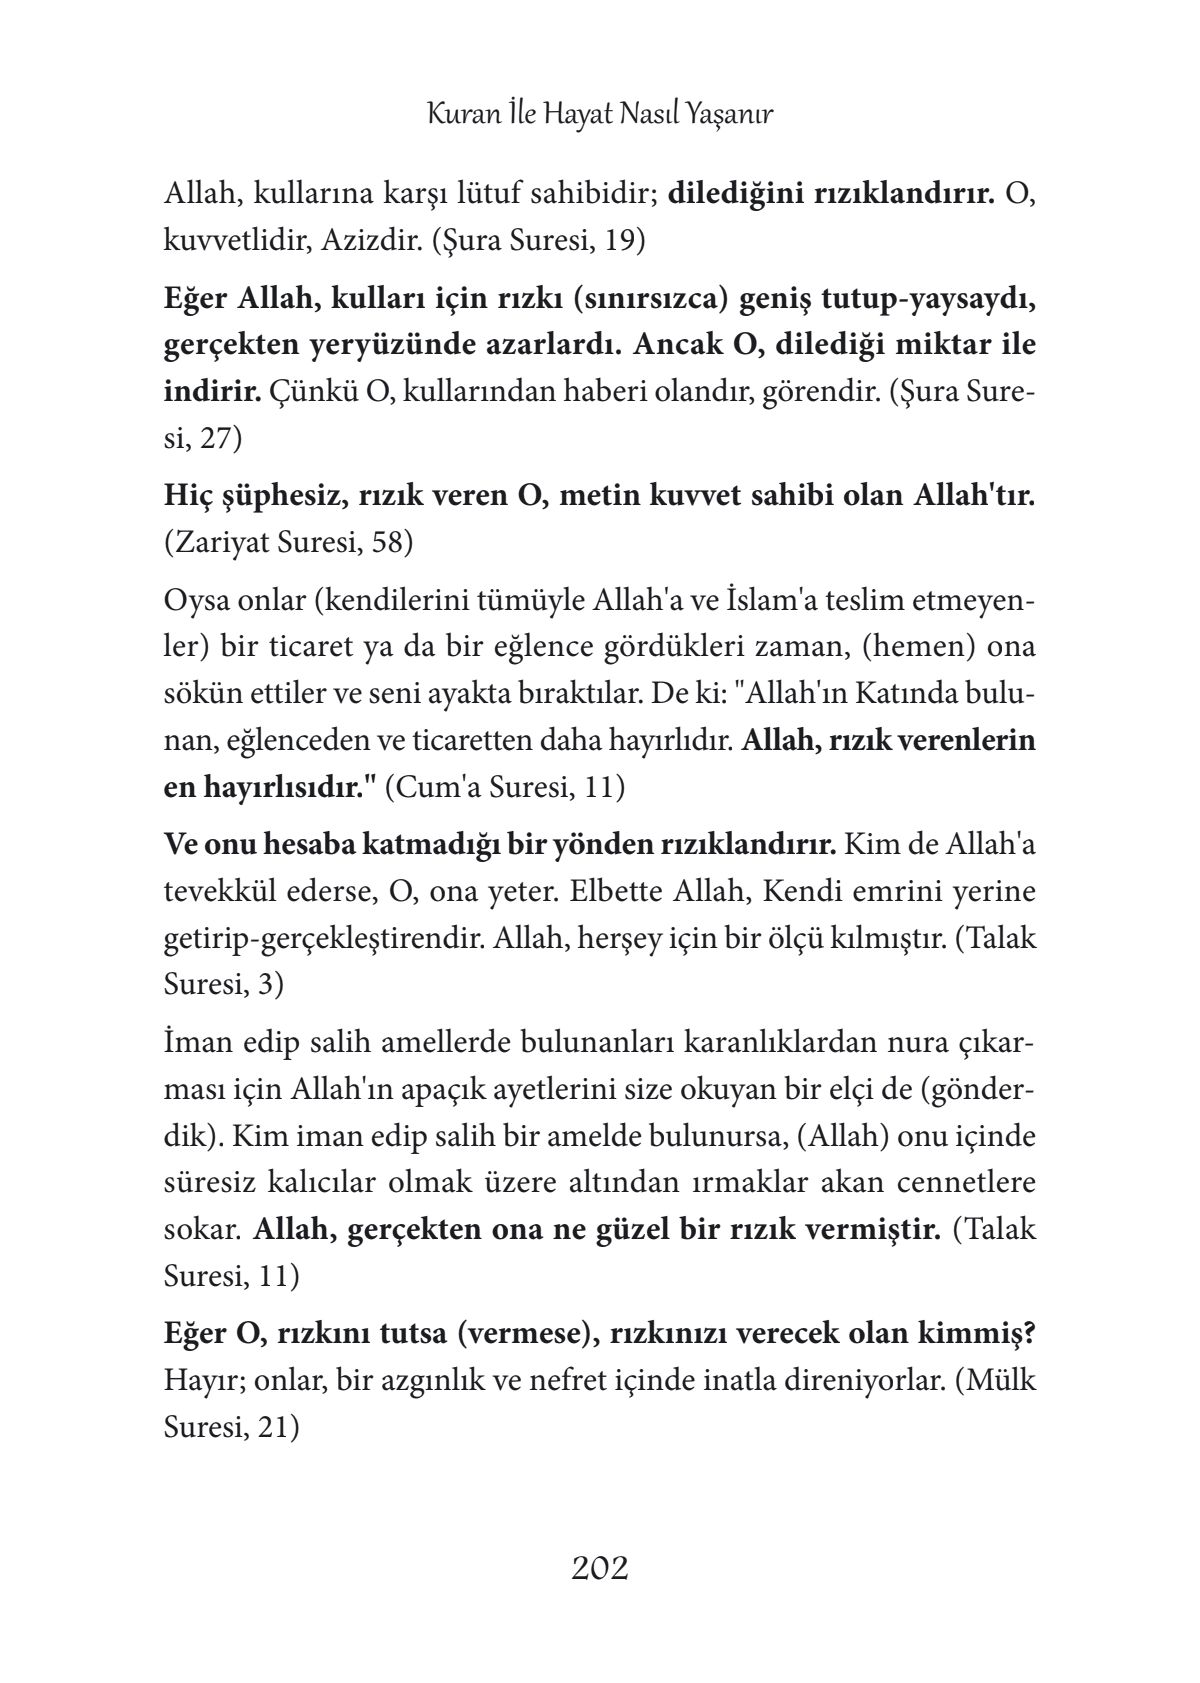 Kuran İle Hayat Nasıl Yaşanır
Allah, kullarına karşı lütuf sahibidir; dilediğini rızıklandırır. O,
kuvvetlidir, Azizdir. (Şura Suresi, 19)
Eğer Allah, kulları için rızkı (sınırsızca) geniş tutup-yaysaydı,
gerçekten yeryüzünde azarlardı. Ancak O, dilediği miktar ile
indirir. Çünkü O, kullarından haberi olandır, görendir. (Şura Sure-
si, 27)
Hiç şüphesiz, rızık veren O, metin kuvvet sahibi olan Allah'tır.
(Zariyat Suresi, 58)
Oysa onlar (kendilerini tümüyle Allah'a ve İslam'a teslim etmeyen-
ler) bir ticaret ya da bir eğlence gördükleri zaman, (hemen) ona
sökün ettiler ve seni ayakta bıraktılar. De ki: "Allah'ın Katında bulu-
nan, eğlenceden ve ticaretten daha hayırlıdır. Allah, rızık verenlerin
en hayırlısıdır." (Cum'a Suresi, 11)
Ve onu hesaba katmadığı bir yönden rızıklandırır. Kim de Allah'a
tevekkül ederse, O, ona yeter. Elbette Allah, Kendi emrini yerine
getirip-gerçekleştirendir. Allah, herşey için bir ölçü kılmıştır. (Talak
Suresi, 3)
İman edip salih amellerde bulunanları karanlıklardan nura çıkar-
ması için Allah'ın apaçık ayetlerini size okuyan bir elçi de (gönder-
dik). Kim iman edip salih bir amelde bulunursa, (Allah) onu içinde
süresiz kalıcılar olmak üzere altından ırmaklar akan cennetlere
sokar. Allah, gerçekten ona ne güzel bir rızık vermiştir. (Talak
Suresi, 11)
Eğer O, rızkını tutsa (vermese), rızkınızı verecek olan kimmiş?
Hayır; onlar, bir azgınlık ve nefret içinde inatla direniyorlar. (Mülk
Suresi, 21)
202